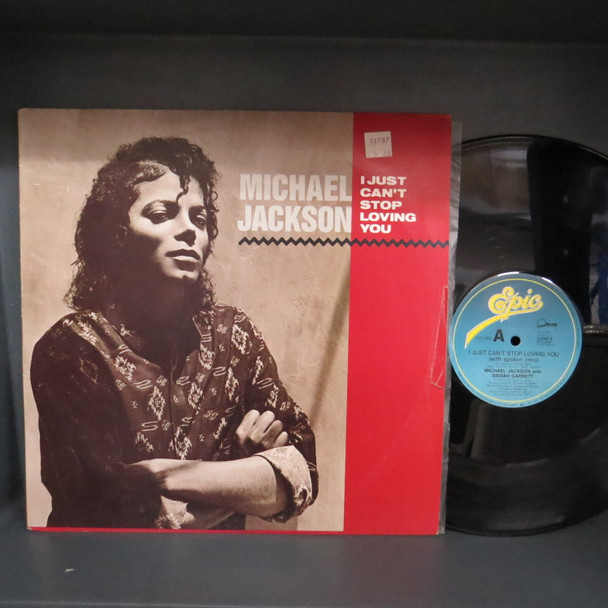 MICHAEL
JACKSON
I JUST
CAN'T
STOP
LOVING
YOU
Epic
A
I JUST CAN'T STOP LOVING YOU
(with spoken intro)
MICHAEL JACKSON with
SIEDAH GARRETT